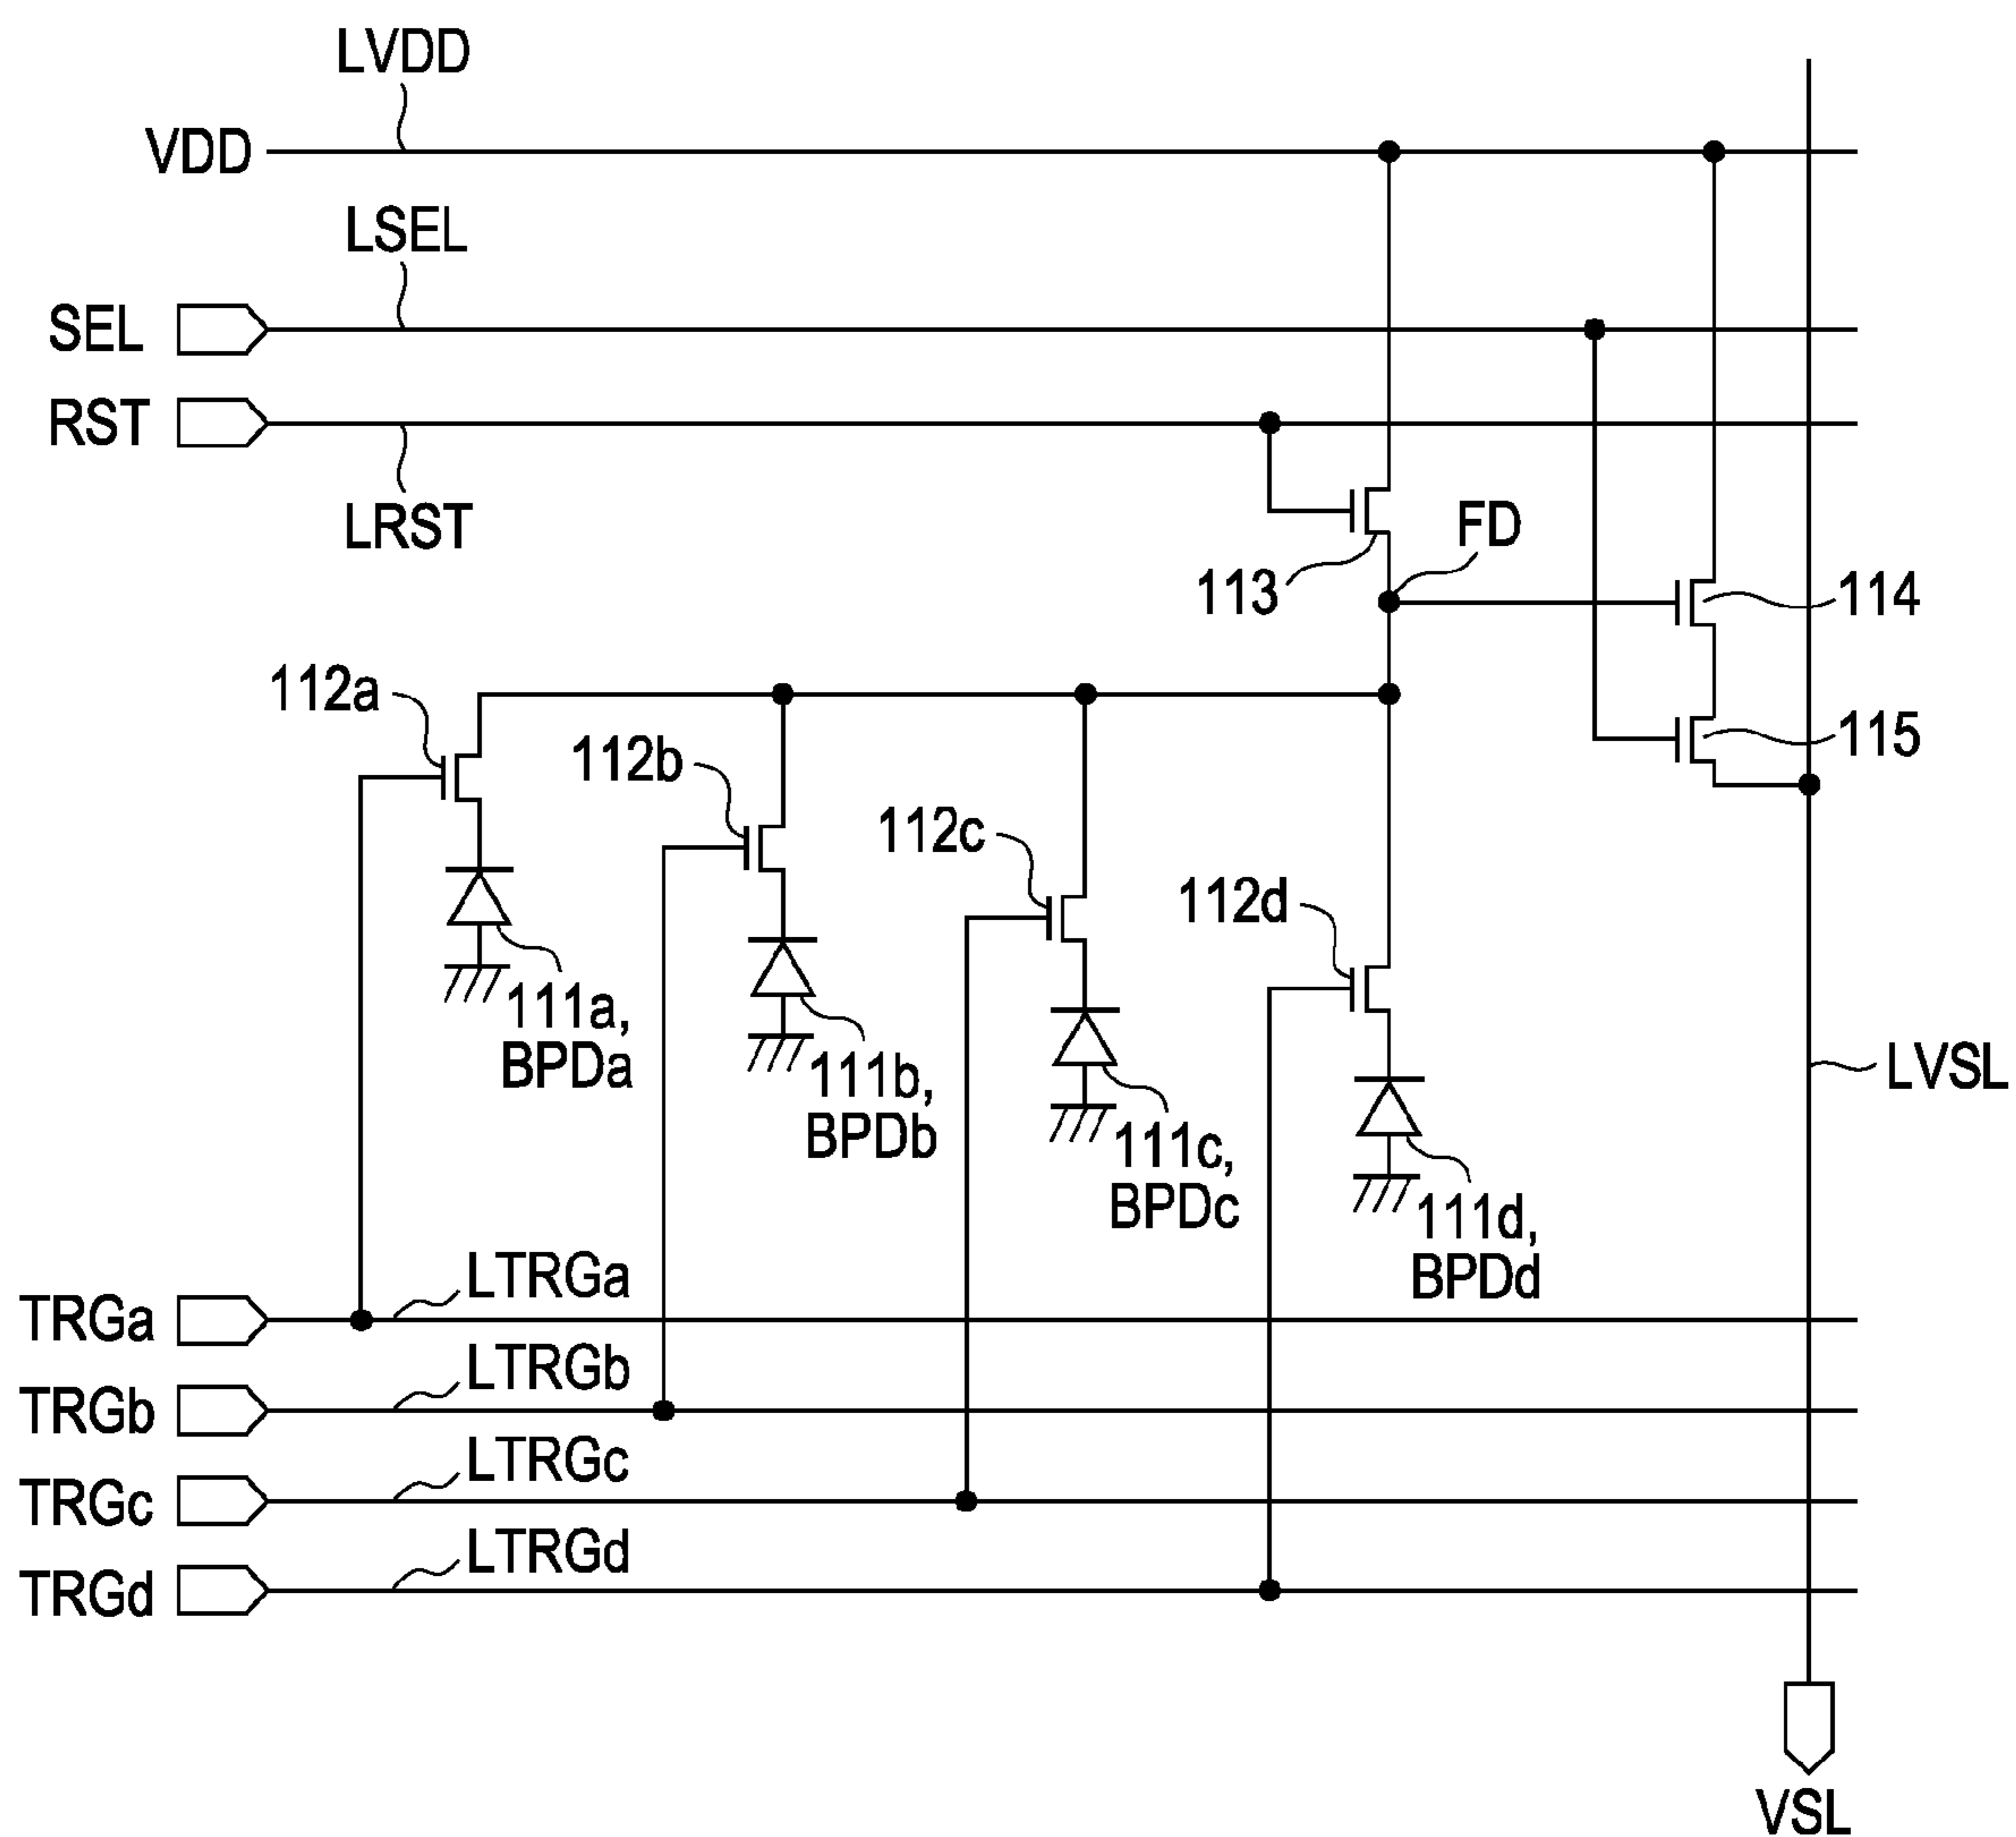 LVDD
VDD
LSEL
SEL
RST
LRST
FD
113
114
112a
115
112b
112c
112d
111a,
BPDa
111b,
BPDb
LVSL
111c,
BPDc
111d,
BPDd
LTRGa
TRGa
LTRGb
TRGb
LTRGc
TRGc
LTRGd
TRGd
VSL